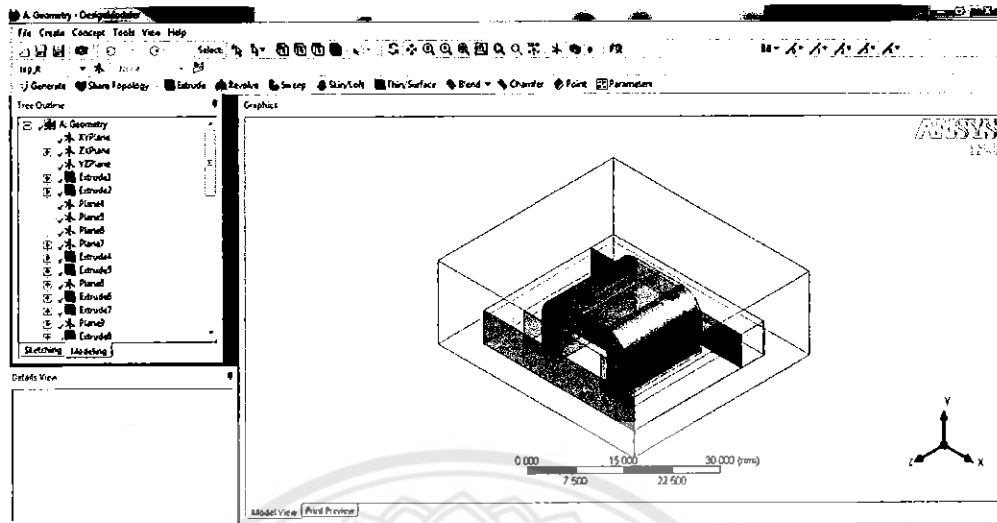 A: Geometry - DesignModeler
File Create Concept Tools View Help
Select:
None
Generate Share Topology Extrude Revolve Sweep Skin/Loft Thin/Surface Blend Chamfer Point Parameters
Tree Outline
Graphics
A: Geometry
XYPlane
ZXPlane
YZPlane
Extrude1
Extrude2
Plane4
Plane5
Plane6
Plane7
Extrude4
Extrude5
Plane8
Extrude6
Extrude7
Plane9
Extrude8
Sketching Modeling
Details View
ANSYS
0.000 15.000 30.000 (mm)
7.500 22.500
Y
Z X
Model View Print Preview